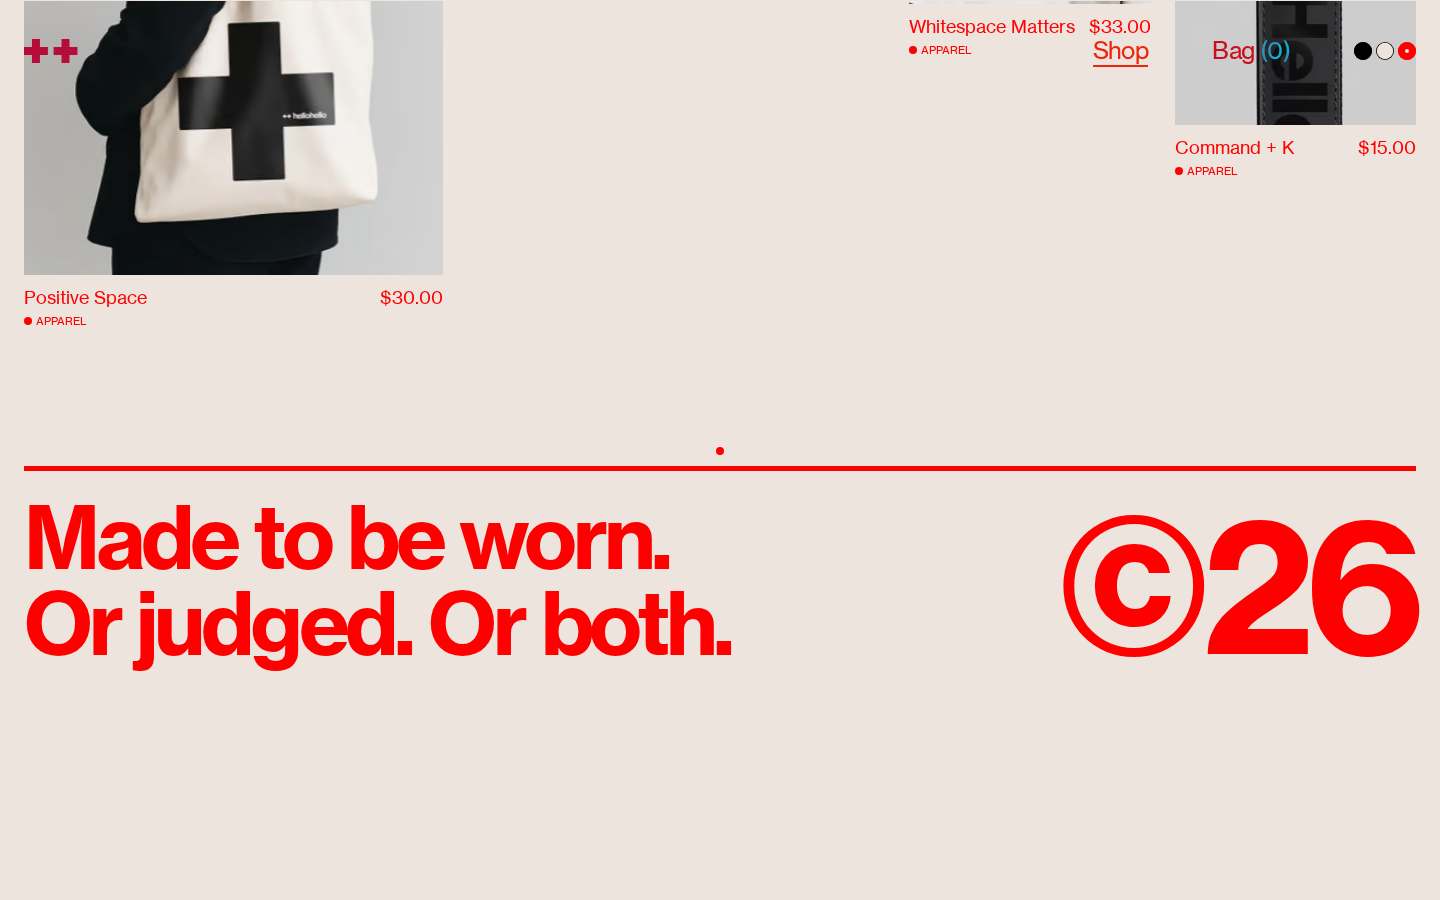 ++
++ hellohello
Whitespace Matters $33.00
APPAREL
Shop
Bag (0)
Command + K $15.00
APPAREL
Positive Space $30.00
APPAREL
Made to be worn.
Or judged. Or both.
©26